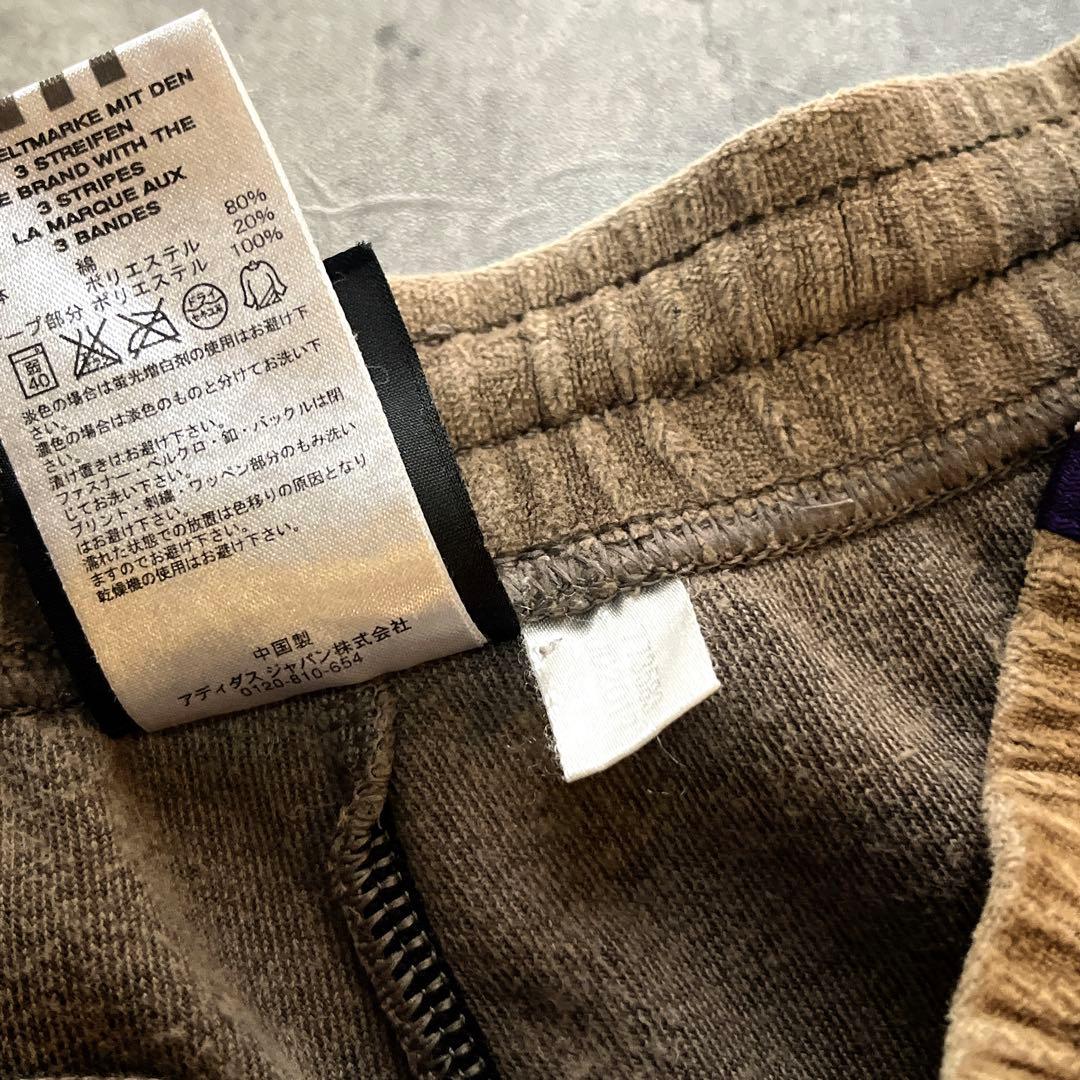 ELTMARKE MIT DEN
3 STREIFEN
E BRAND WITH THE
3 STRIPES
LA MARQUE AUX
3 BANDES
綿 80%
体 ポリエステル 20%
ープ部分 ポリエステル 100%
弱
40
ドライ
淡色の場合は蛍光増白剤の使用はお避け下
さい。
濃色の場合は淡色のものと分けてお洗い下
さい。
漬け置きはお避け下さい。
ファスナー・ベルクロ・釦・バックルは閉
じてお洗い下さい。
プリント・刺繍・ワッペン部分のもみ洗い
はお避け下さい。
濡れた状態での放置は色移りの原因となり
ますのでお避け下さい。
乾燥機の使用はお避け下さい。
中国製
アディダス ジャパン株式会社
0120-810-654